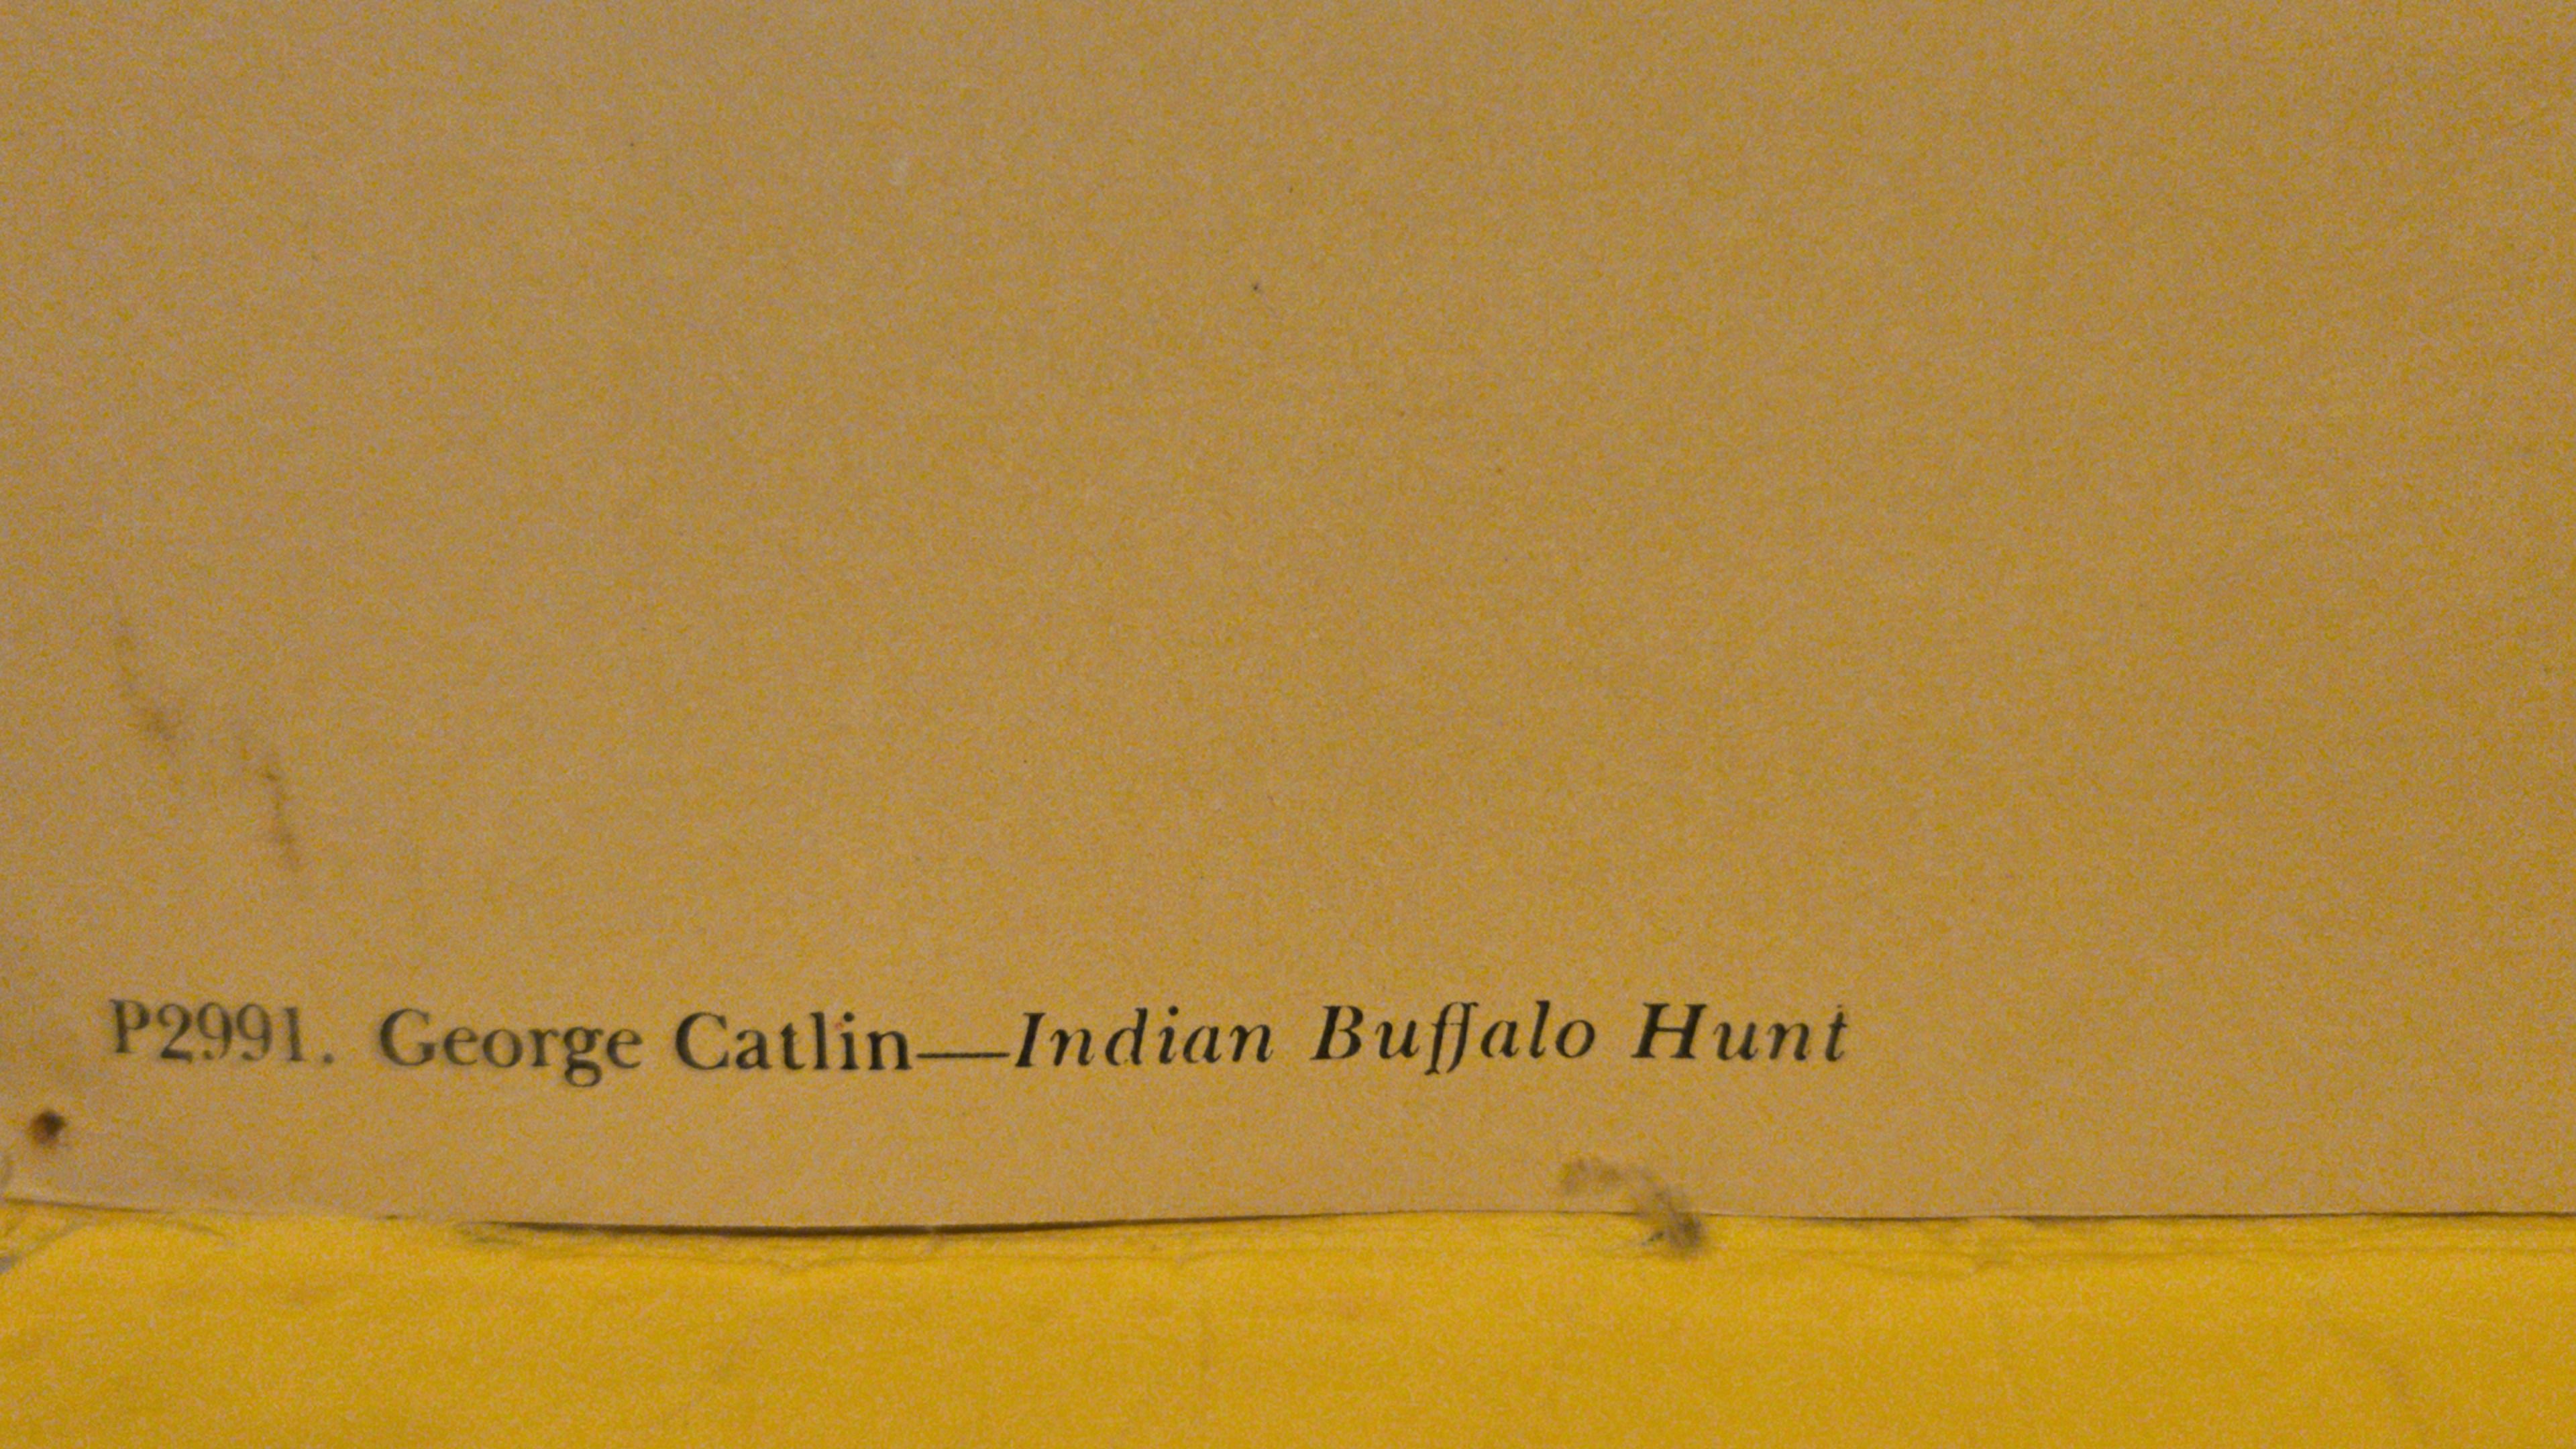 P2991. George Catlin—Indian Buffalo Hunt